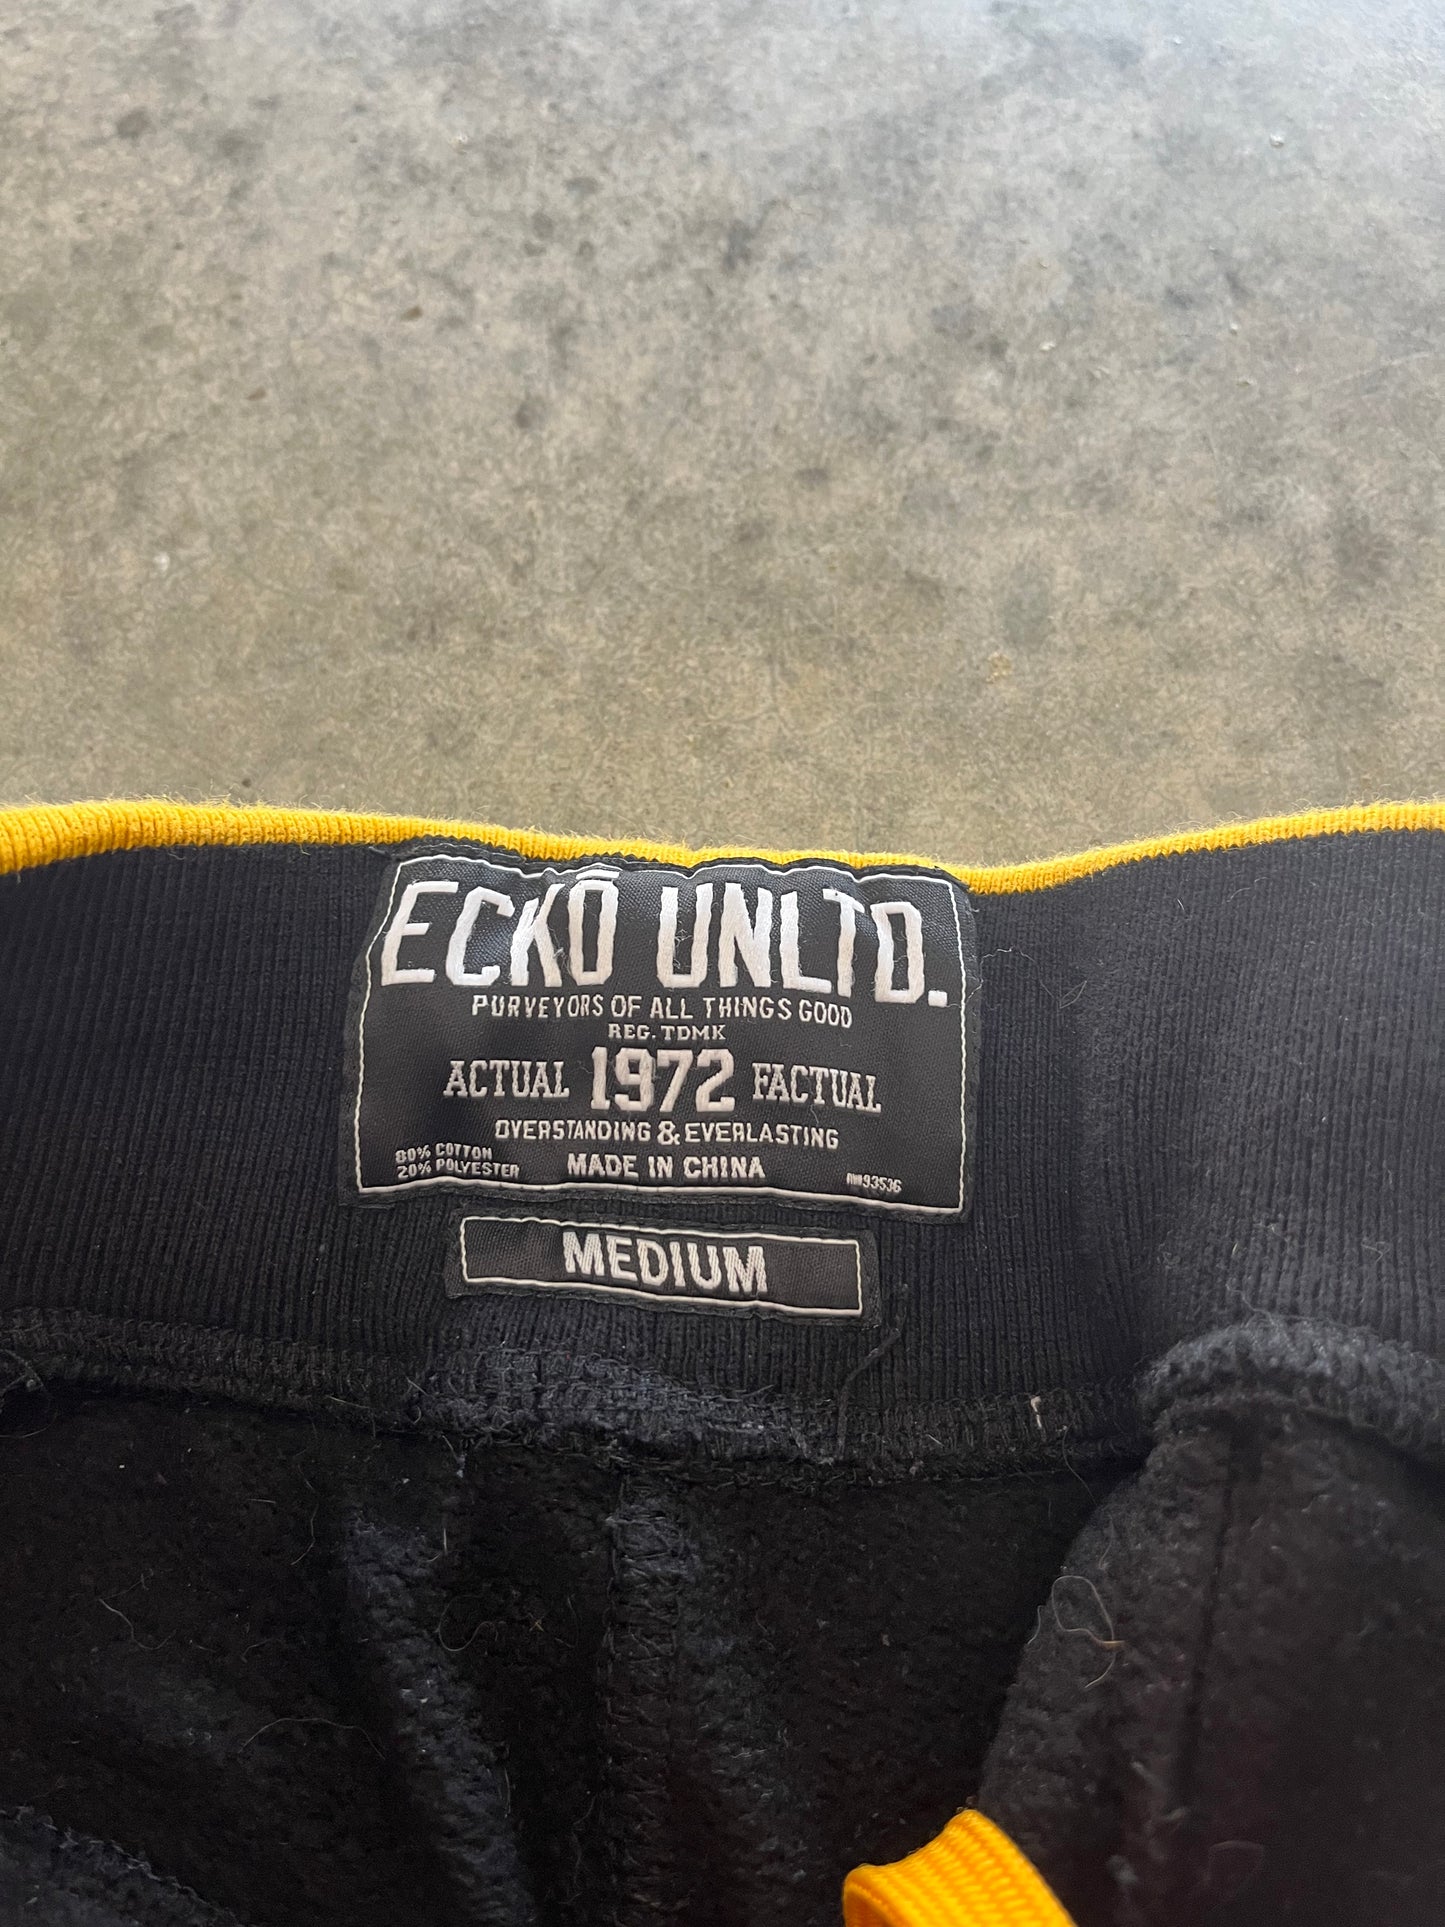 ECKŌ UNLTD.
PURVEYORS OF ALL THINGS GOOD
REG. TDMK
ACTUAL 1972 FACTUAL
OVERSTANDING & EVERLASTING
80% COTTON
20% POLYESTER
MADE IN CHINA
RN93536
MEDIUM